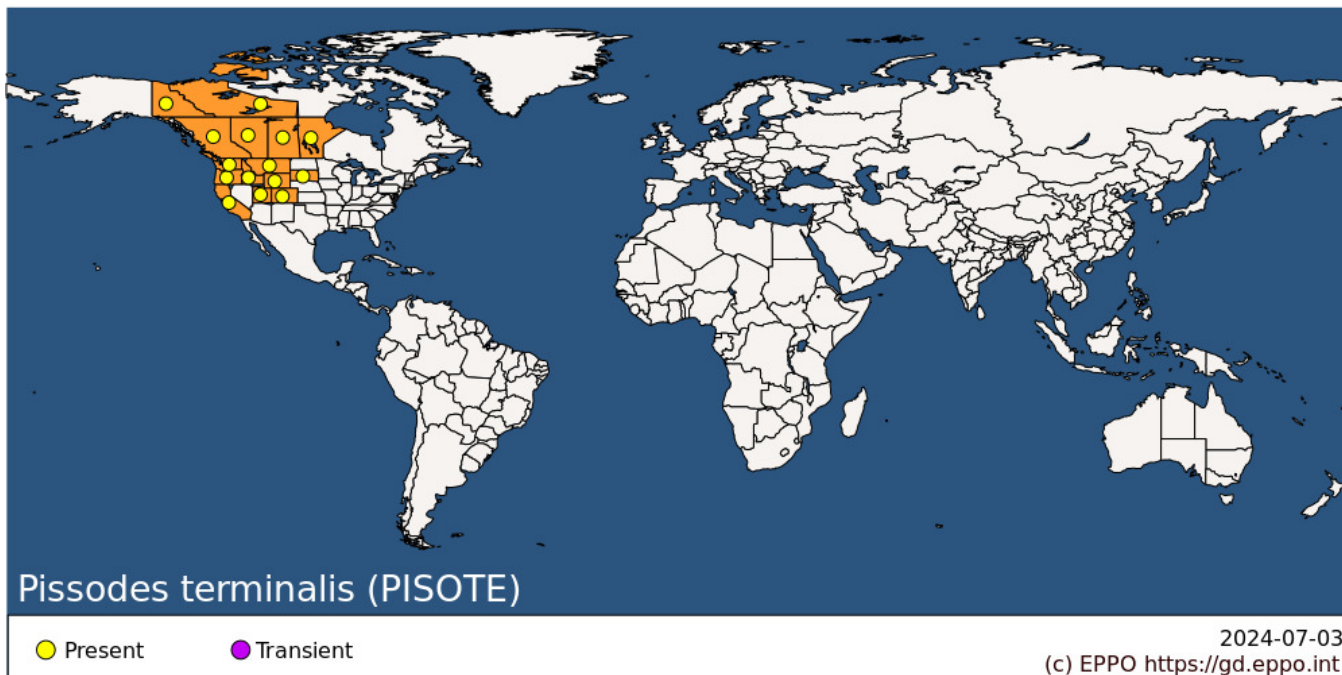 Pissodes terminalis (PISOTE)
Present
Transient
2024-07-03
(c) EPPO https://gd.eppo.int